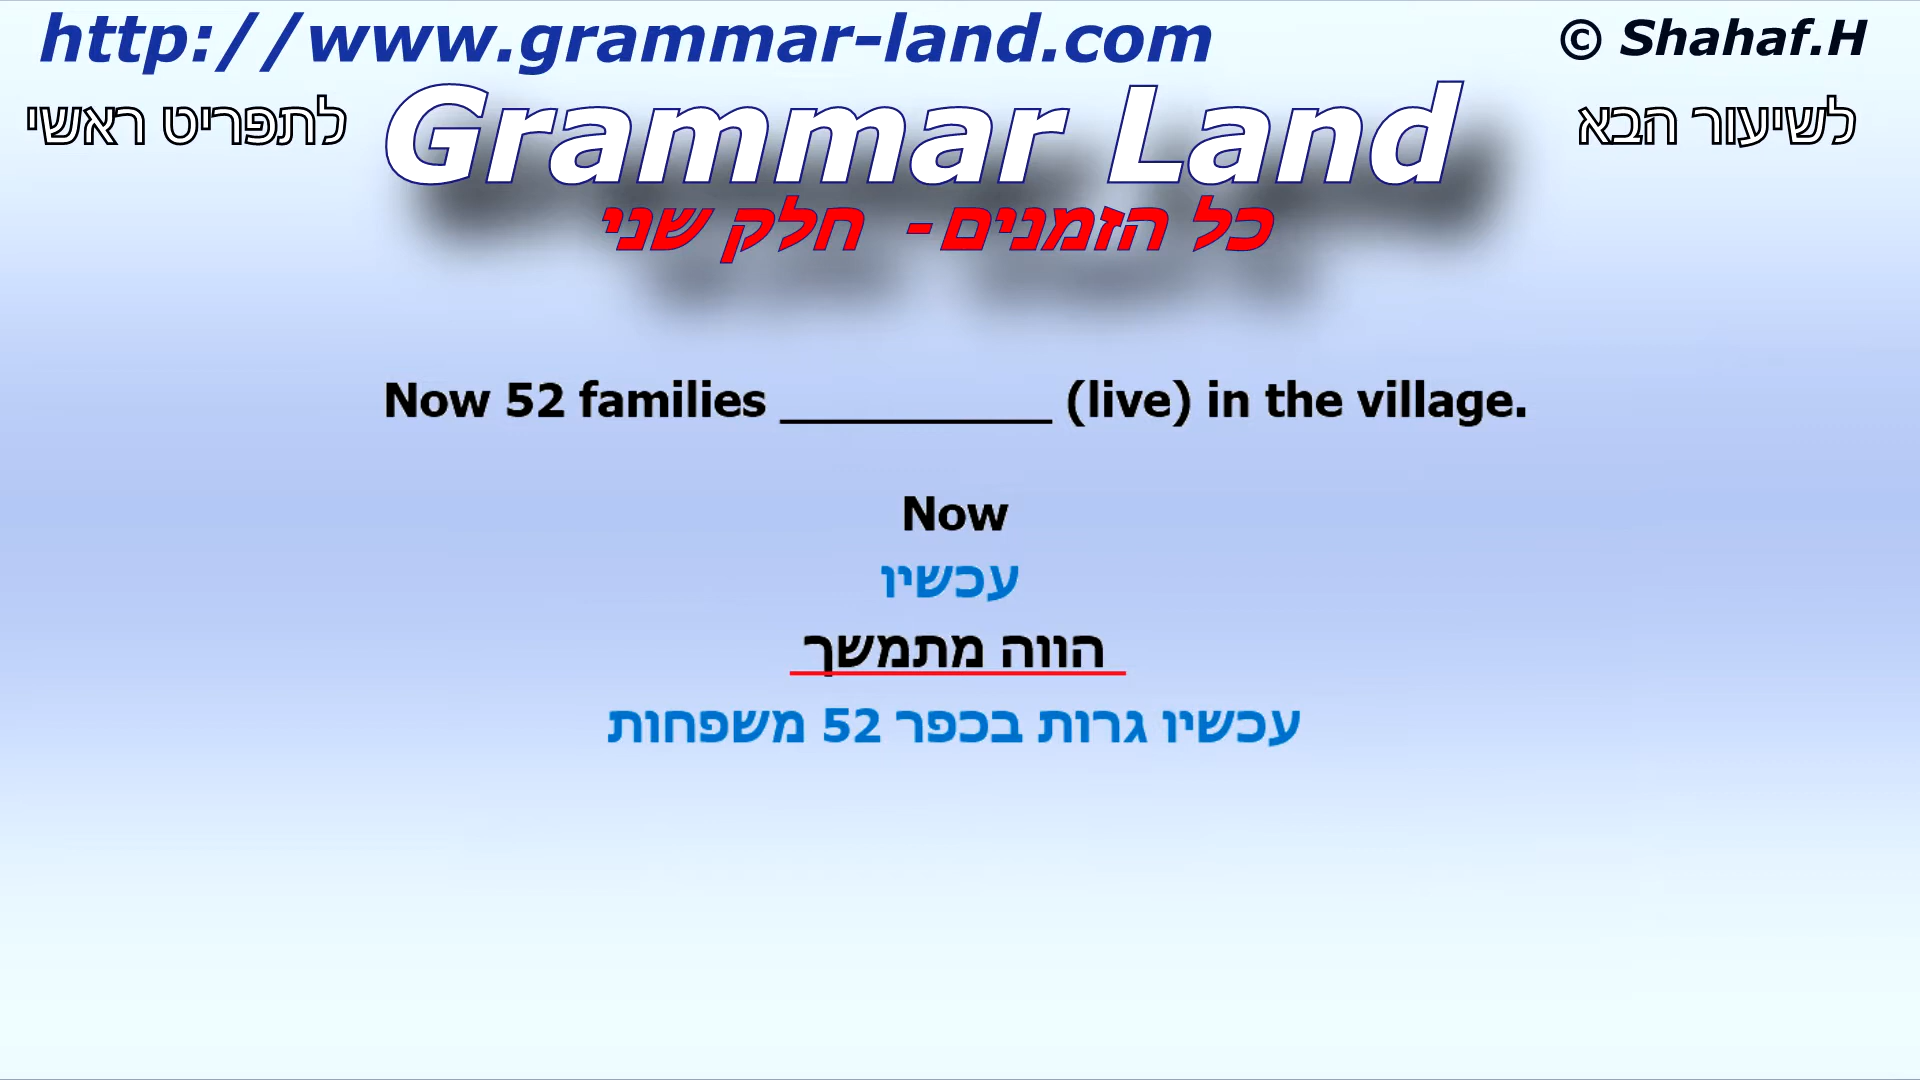 http://www.grammar-land.com
© Shahaf.H
Grammar Land
לתפריט ראשי
לשיעור הבא
כל הזמנים - חלק שני
Now 52 families ___________ (live) in the village.
Now
עכשיו
הווה מתמשך
עכשיו גרות בכפר 52 משפחות